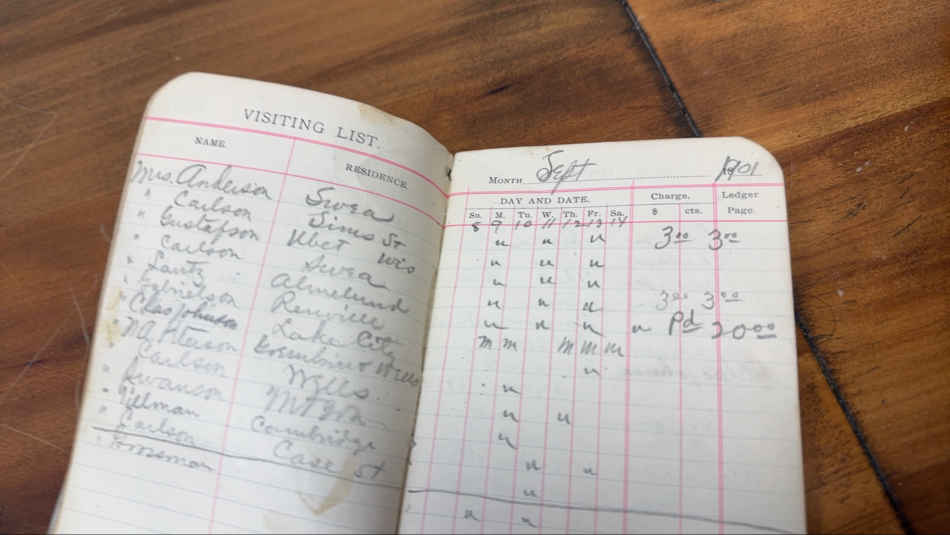 VISITING LIST.
NAME. RESIDENCE.
Mrs. Anderson Swea
" Carlson Sims St
" Gustafson Wis
" Carlson Swea
" Lantz Almelund
" Renville
" Chas Johnson Lake City
" Carlson Wells
" Swanson
" Tillman Cambridge
" Carlson Case St
" Grossman
MONTH Sept 1901
DAY AND DATE. Charge. Ledger
Su. M. Tu. W. Th. Fr. Sa. $ cts. Page.
8 9 10 11 12 13 14
" " " 3 00 3 00
" " "
" " "
" " " 3 00 3 00
" " " " Pd 20 00
M M M M M
"
"
" "
"
" "
"
" "